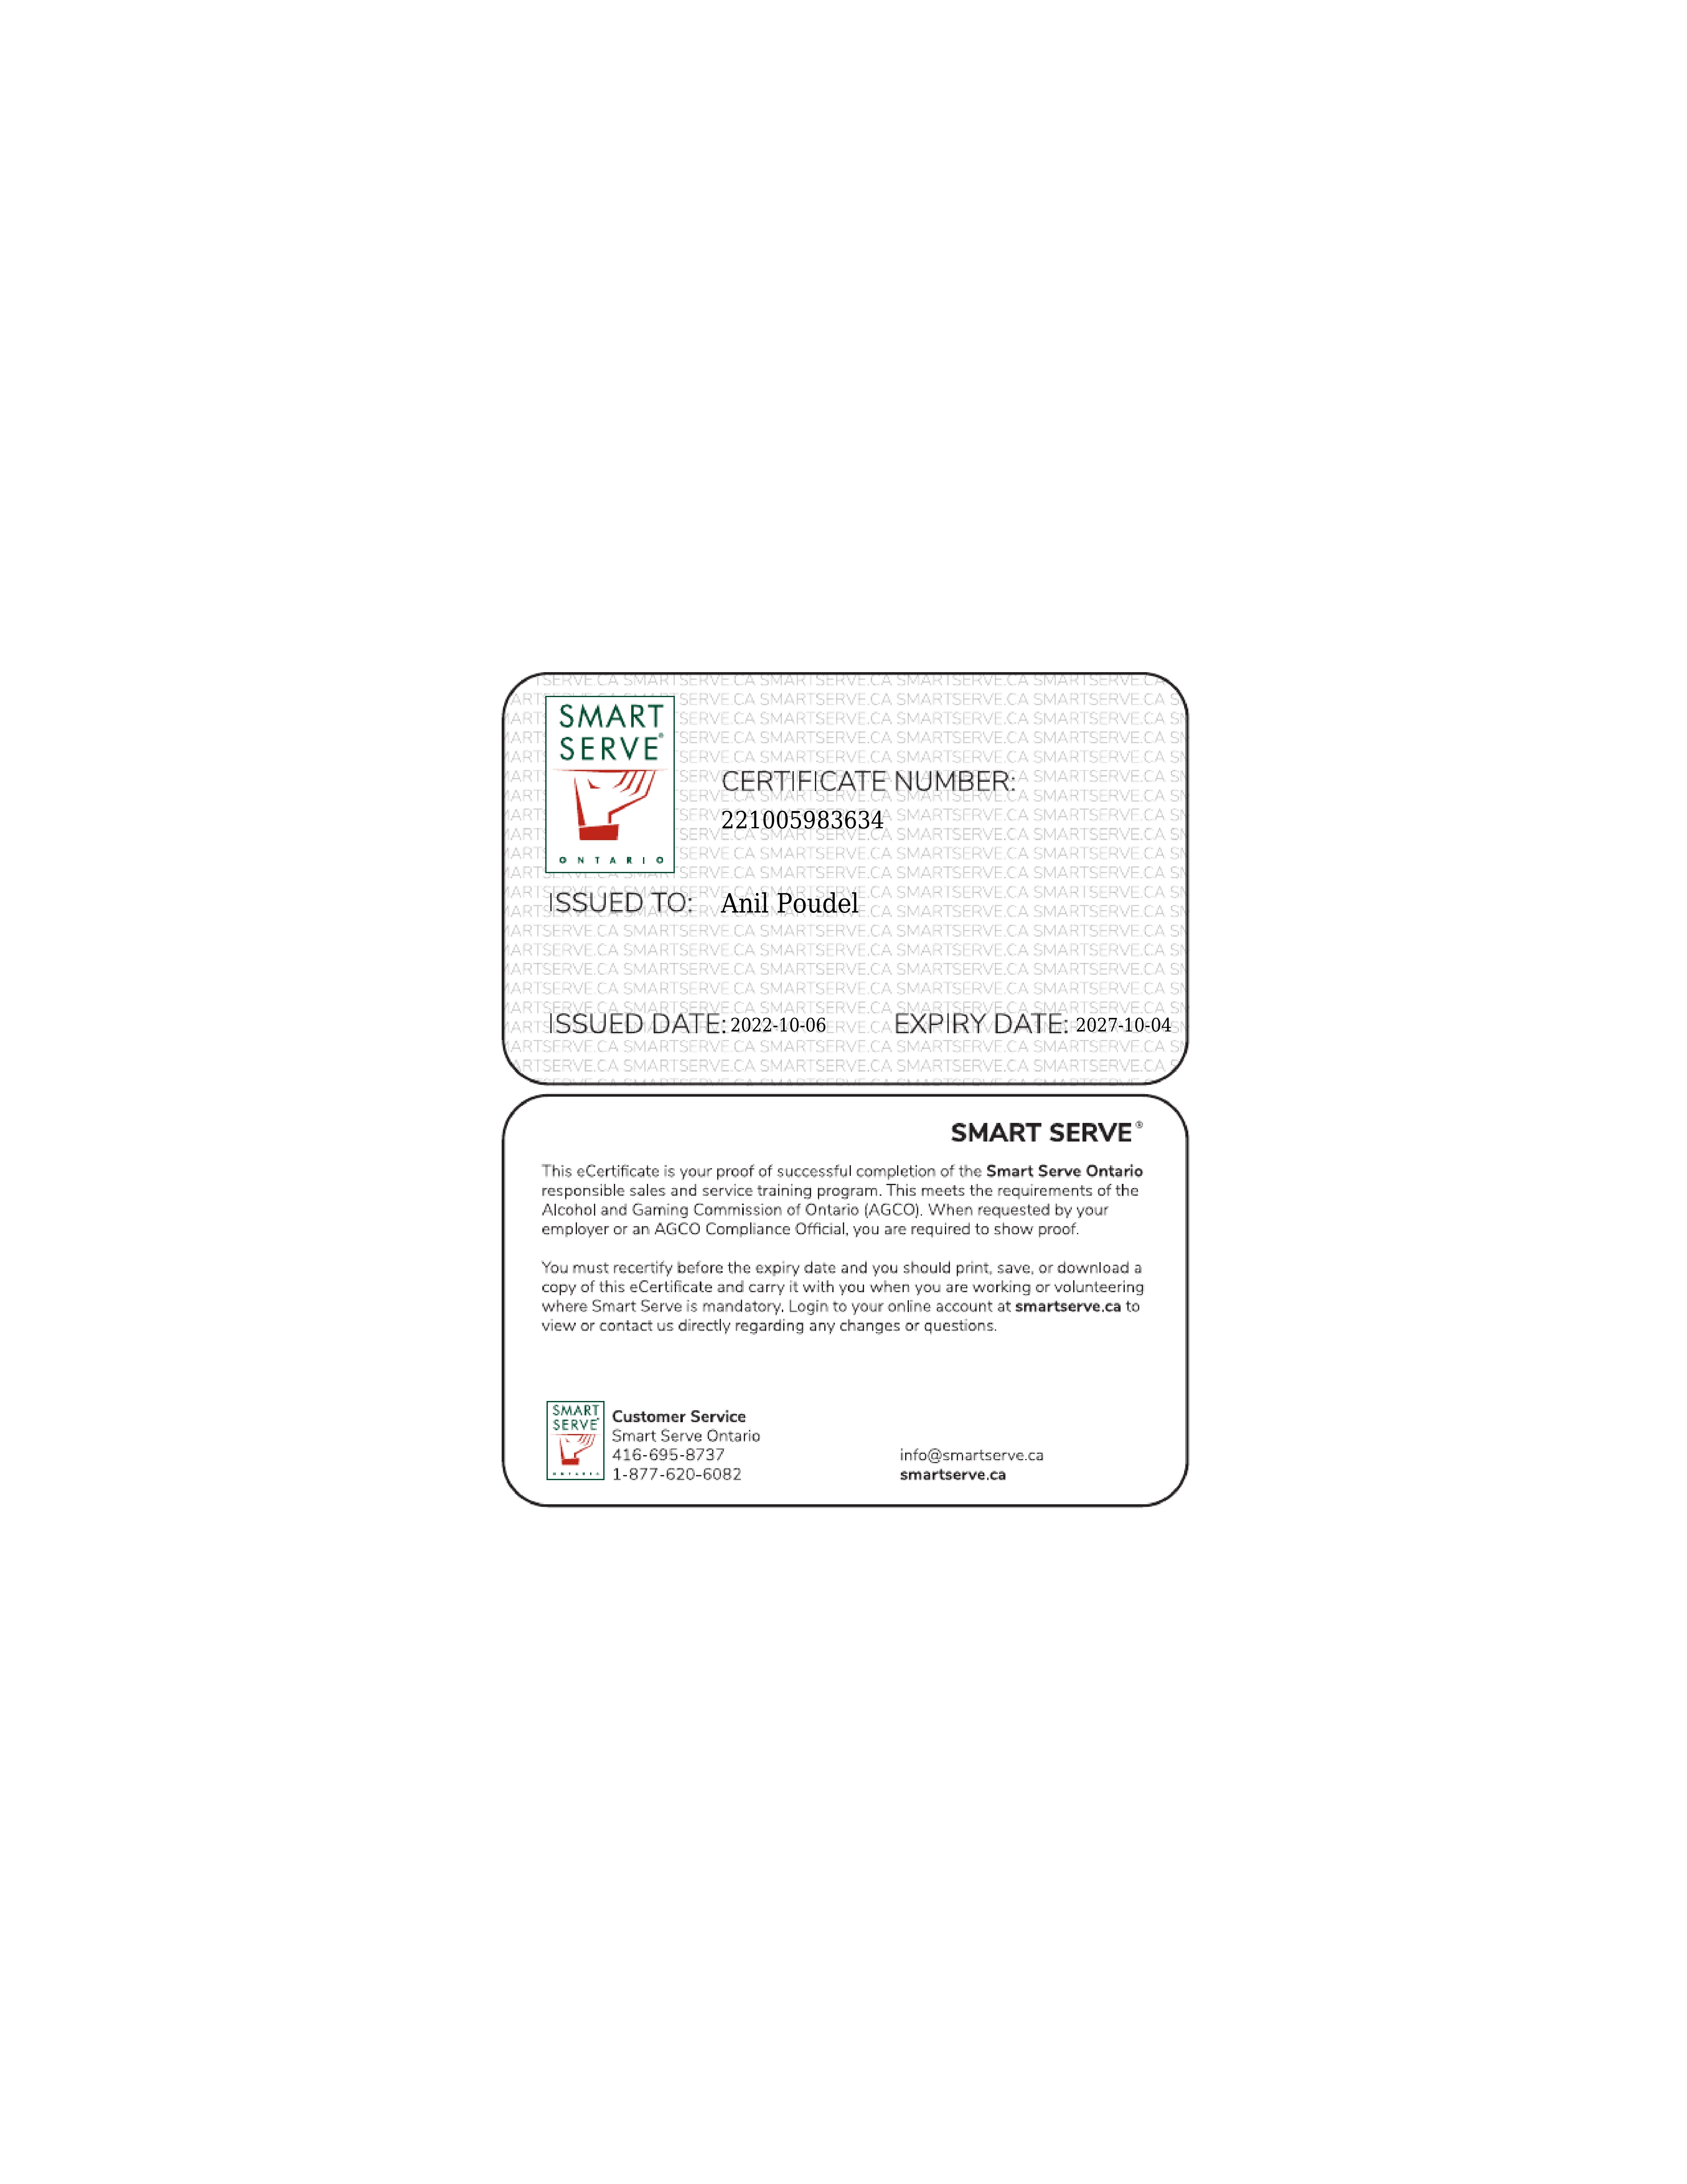 SMART
SERVE®
ONTARIO
CERTIFICATE NUMBER:
221005983634
ISSUED TO: Anil Poudel
ISSUED DATE: 2022-10-06 EXPIRY DATE: 2027-10-04
SMART SERVE®
This eCertificate is your proof of successful completion of the Smart Serve Ontario
responsible sales and service training program. This meets the requirements of the
Alcohol and Gaming Commission of Ontario (AGCO). When requested by your
employer or an AGCO Compliance Official, you are required to show proof.
You must recertify before the expiry date and you should print, save, or download a
copy of this eCertificate and carry it with you when you are working or volunteering
where Smart Serve is mandatory. Login to your online account at smartserve.ca to
view or contact us directly regarding any changes or questions.
SMART
SERVE
ONTARIO
Customer Service
Smart Serve Ontario
416-695-8737
1-877-620-6082
info@smartserve.ca
smartserve.ca